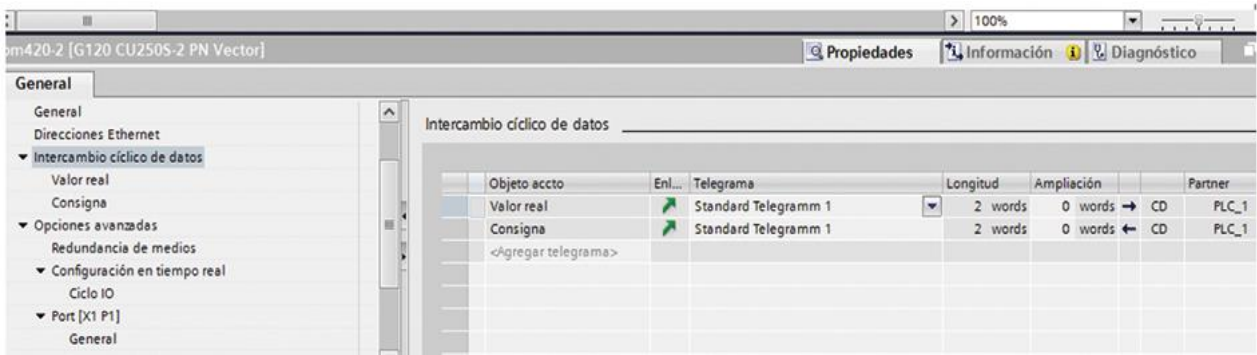 100%
om420-2 [G120 CU250S-2 PN Vector]
Propiedades Información Diagnóstico
General
General
Direcciones Ethernet
Intercambio cíclico de datos
Valor real
Consigna
Opciones avanzadas
Redundancia de medios
Configuración en tiempo real
Ciclo IO
Port [X1 P1]
General
Intercambio cíclico de datos
Objeto accto Enl... Telegrama Longitud Ampliación Partner
Valor real Standard Telegramm 1 2 words 0 words → CD PLC_1
Consigna Standard Telegramm 1 2 words 0 words ← CD PLC_1
<Agregar telegrama>